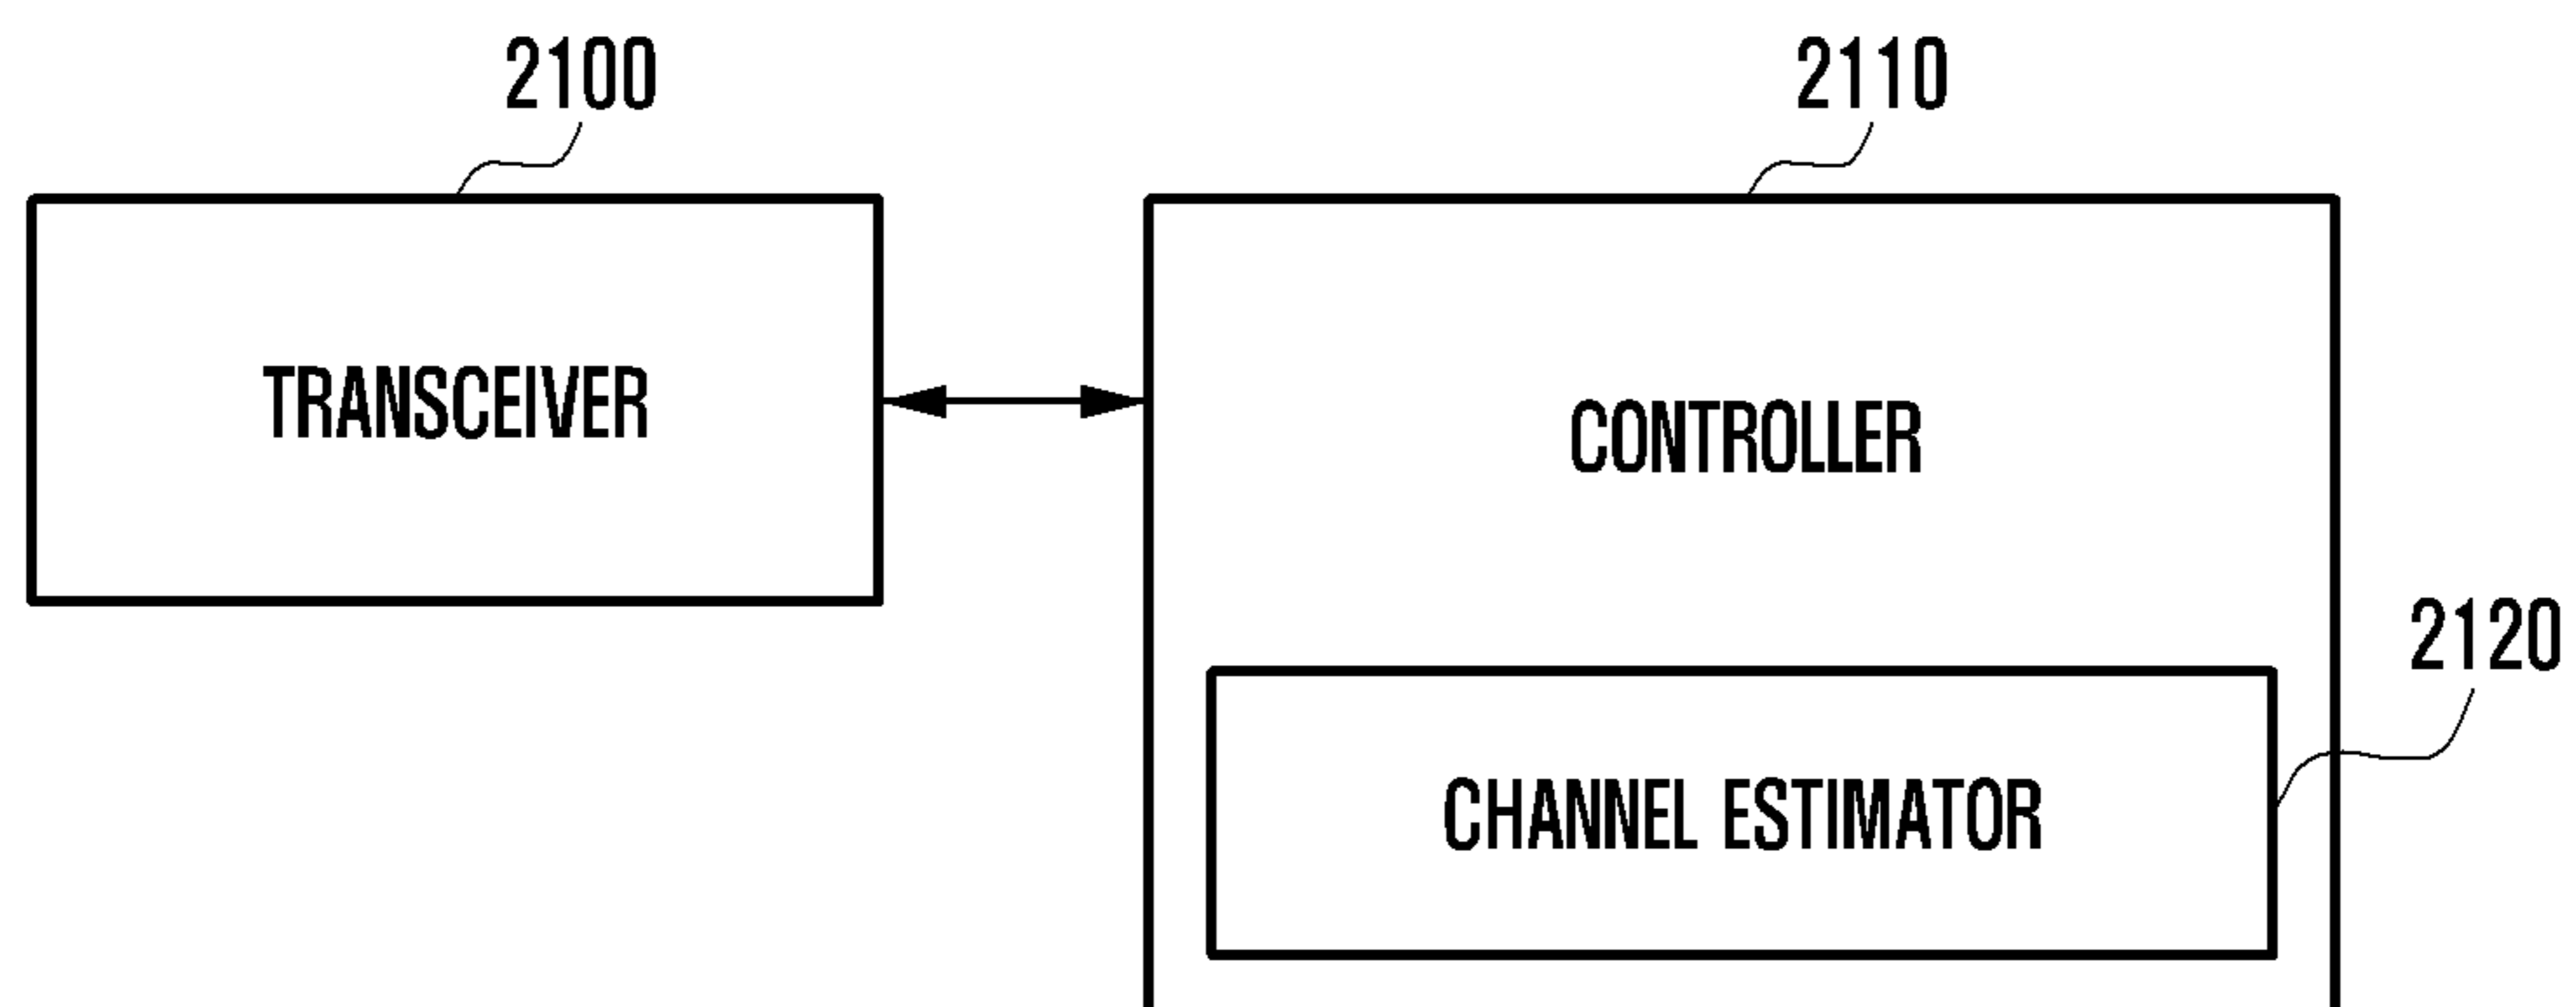 2100
2110
TRANSCEIVER
CONTROLLER
2120
CHANNEL ESTIMATOR